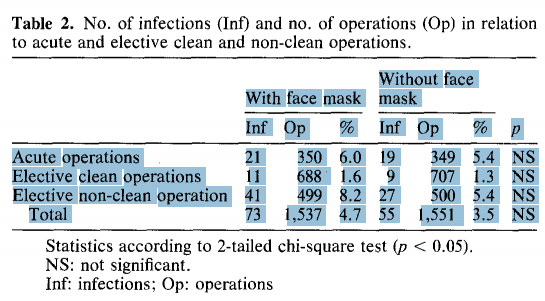 Table 2. No. of infections (Inf) and no. of operations (Op) in relation
to acute and elective clean and non-clean operations.
Without face
With face mask mask
Inf Op % Inf Op % p
Acute operations 21 350 6.0 19 349 5.4 NS
Elective clean operations 11 688 1.6 9 707 1.3 NS
Elective non-clean operation 41 499 8.2 27 500 5.4 NS
Total 73 1,537 4.7 55 1,551 3.5 NS
Statistics according to 2-tailed chi-square test (p < 0.05).
NS: not significant.
Inf: infections; Op: operations